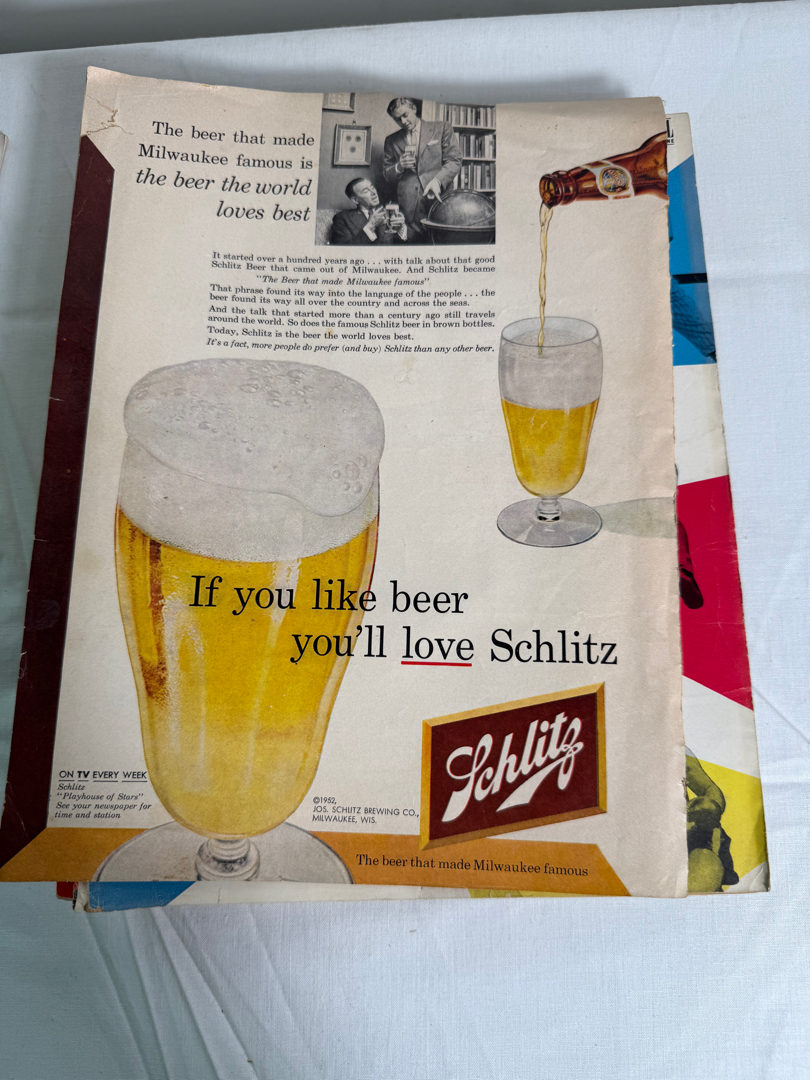 The beer that made
Milwaukee famous is
the beer the world
loves best
It started over a hundred years ago . . . with talk about that good
Schlitz Beer that came out of Milwaukee. And Schlitz became
"The Beer that made Milwaukee famous"
That phrase found its way into the language of the people . . . the
beer found its way all over the country and across the seas.
And the talk that started more than a century ago still travels
around the world. So does the famous Schlitz beer in brown bottles.
Today, Schlitz is the beer the world loves best.
It's a fact, more people do prefer (and buy) Schlitz than any other beer.
If you like beer
you'll love Schlitz
Schlitz
ON TV EVERY WEEK
Schlitz
"Playhouse of Stars"
See your newspaper for
time and station
©1952,
JOS. SCHLITZ BREWING CO.,
MILWAUKEE, WIS.
The beer that made Milwaukee famous